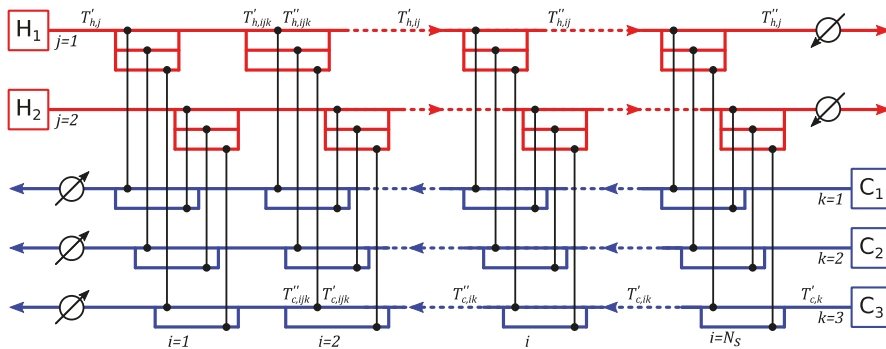 T'h,j T'h,ijk T''h,ijk T'h,ij T''h,ij T''h,j
H1 j=1
H2 j=2
k=1 C1
k=2 C2
T''c,ijk T'c,ijk T''c,ik T'c,ik T'c,k
k=3 C3
i=1 i=2 i i=NS